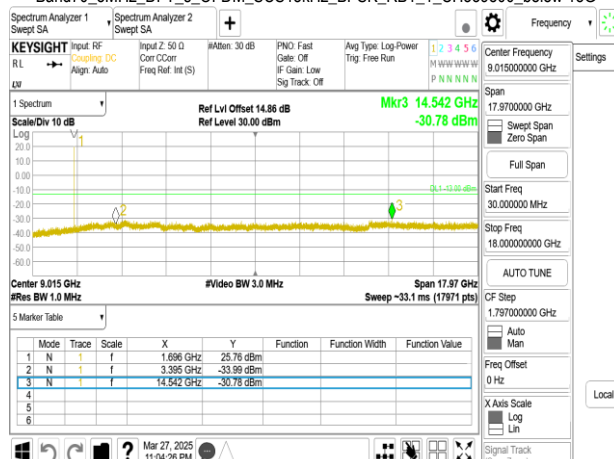 Spectrum Analyzer 1
Swept SA
Spectrum Analyzer 2
Swept SA
+
Frequency
Settings
KEYSIGHT
RL
Input: RF
Coupling: DC
Align: Auto
Input Z: 50 Ω
Corr CCorr
Freq Ref: Int (S)
#Atten: 30 dB
PNO: Fast
Gate: Off
IF Gain: Low
Sig Track: Off
Avg Type: Log-Power
Trig: Free Run
1 2 3 4 5 6
M W W W W W
P N N N N N
Center Frequency
9.015000000 GHz
Span
17.9700000 GHz
Swept Span
Zero Span
Full Span
Start Freq
30.000000 MHz
Stop Freq
18.000000000 GHz
AUTO TUNE
CF Step
1.797000000 GHz
Auto
Man
Freq Offset
0 Hz
X Axis Scale
Log
Lin
Signal Track
Local
1 Spectrum
Scale/Div 10 dB
Log
Ref Lvl Offset 14.86 dB
Ref Level 30.00 dBm
Mkr3 14.542 GHz
-30.78 dBm
20.0
10.0
0.00
-10.0
-20.0
-30.0
-40.0
-50.0
-60.0
1
2
3
DL1 -13.00 dBm
Center 9.015 GHz
#Res BW 1.0 MHz
#Video BW 3.0 MHz
Span 17.97 GHz
Sweep ~33.1 ms (17971 pts)
5 Marker Table
Mode Trace Scale X Y Function Function Width Function Value
1 N 1 f 1.696 GHz 25.76 dBm
2 N 1 f 3.395 GHz -33.99 dBm
3 N 1 f 14.542 GHz -30.78 dBm
4
5
6
?
Mar 27, 2025
11:04:26 PM